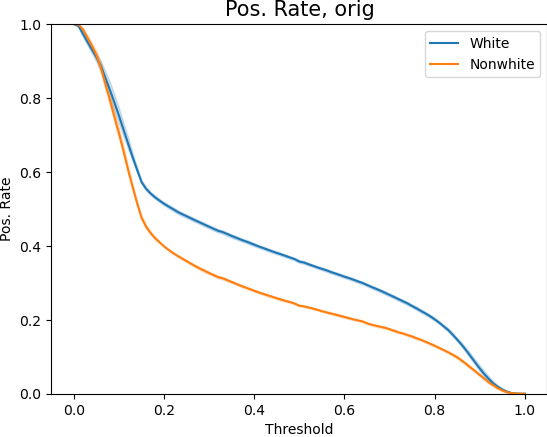 Pos. Rate, orig
1.0
0.8
0.6
0.4
0.2
0.0
Pos. Rate
White
Nonwhite
0.0 0.2 0.4 0.6 0.8 1.0
Threshold